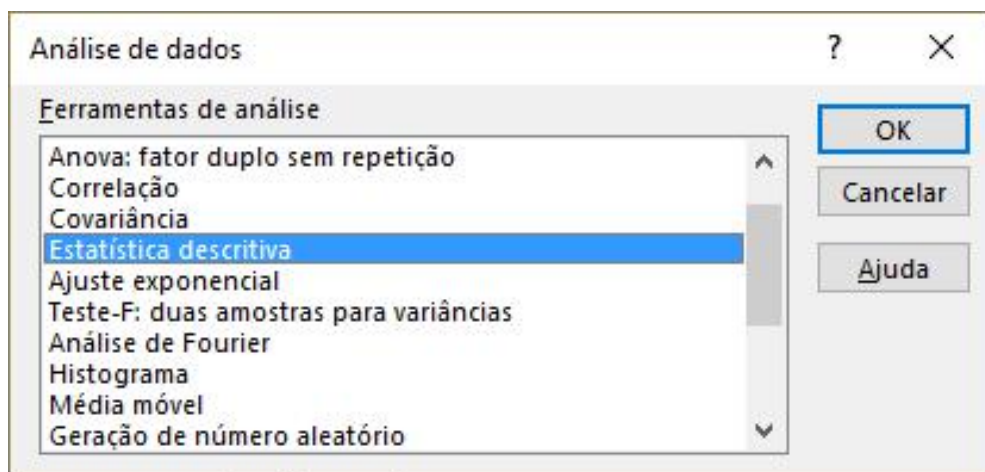 Análise de dados ? X
Ferramentas de análise
Anova: fator duplo sem repetição
Correlação
Covariância
Estatística descritiva
Ajuste exponencial
Teste-F: duas amostras para variâncias
Análise de Fourier
Histograma
Média móvel
Geração de número aleatório
OK
Cancelar
Ajuda